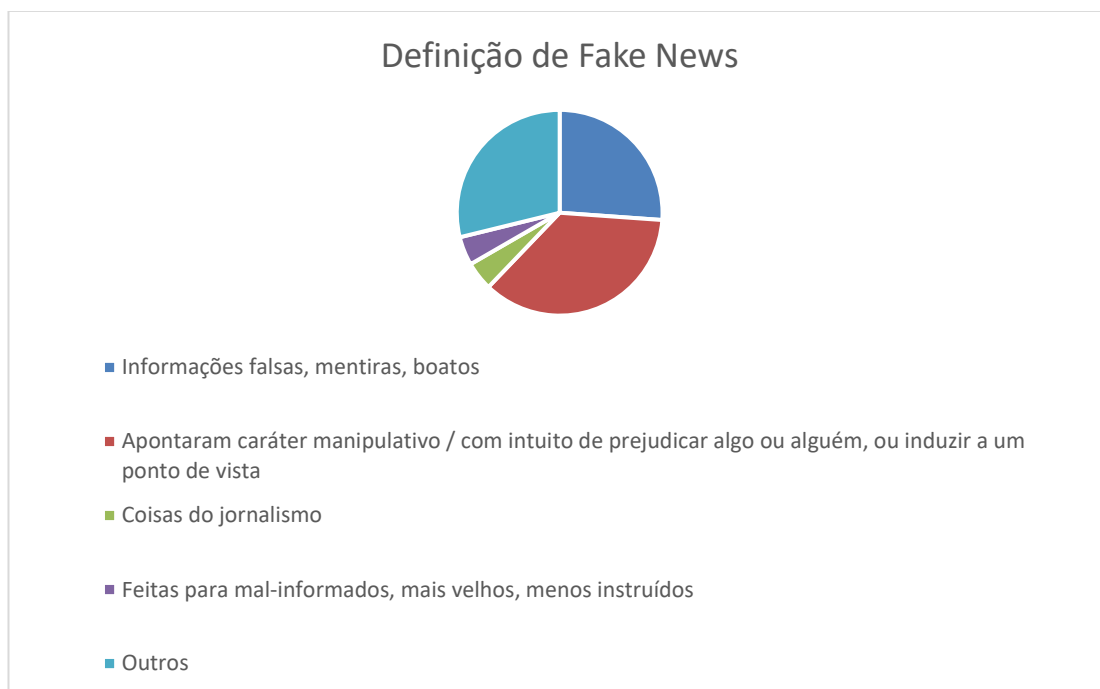 Definição de Fake News
Informações falsas, mentiras, boatos
Apontaram caráter manipulativo / com intuito de prejudicar algo ou alguém, ou induzir a um
ponto de vista
Coisas do jornalismo
Feitas para mal-informados, mais velhos, menos instruídos
Outros